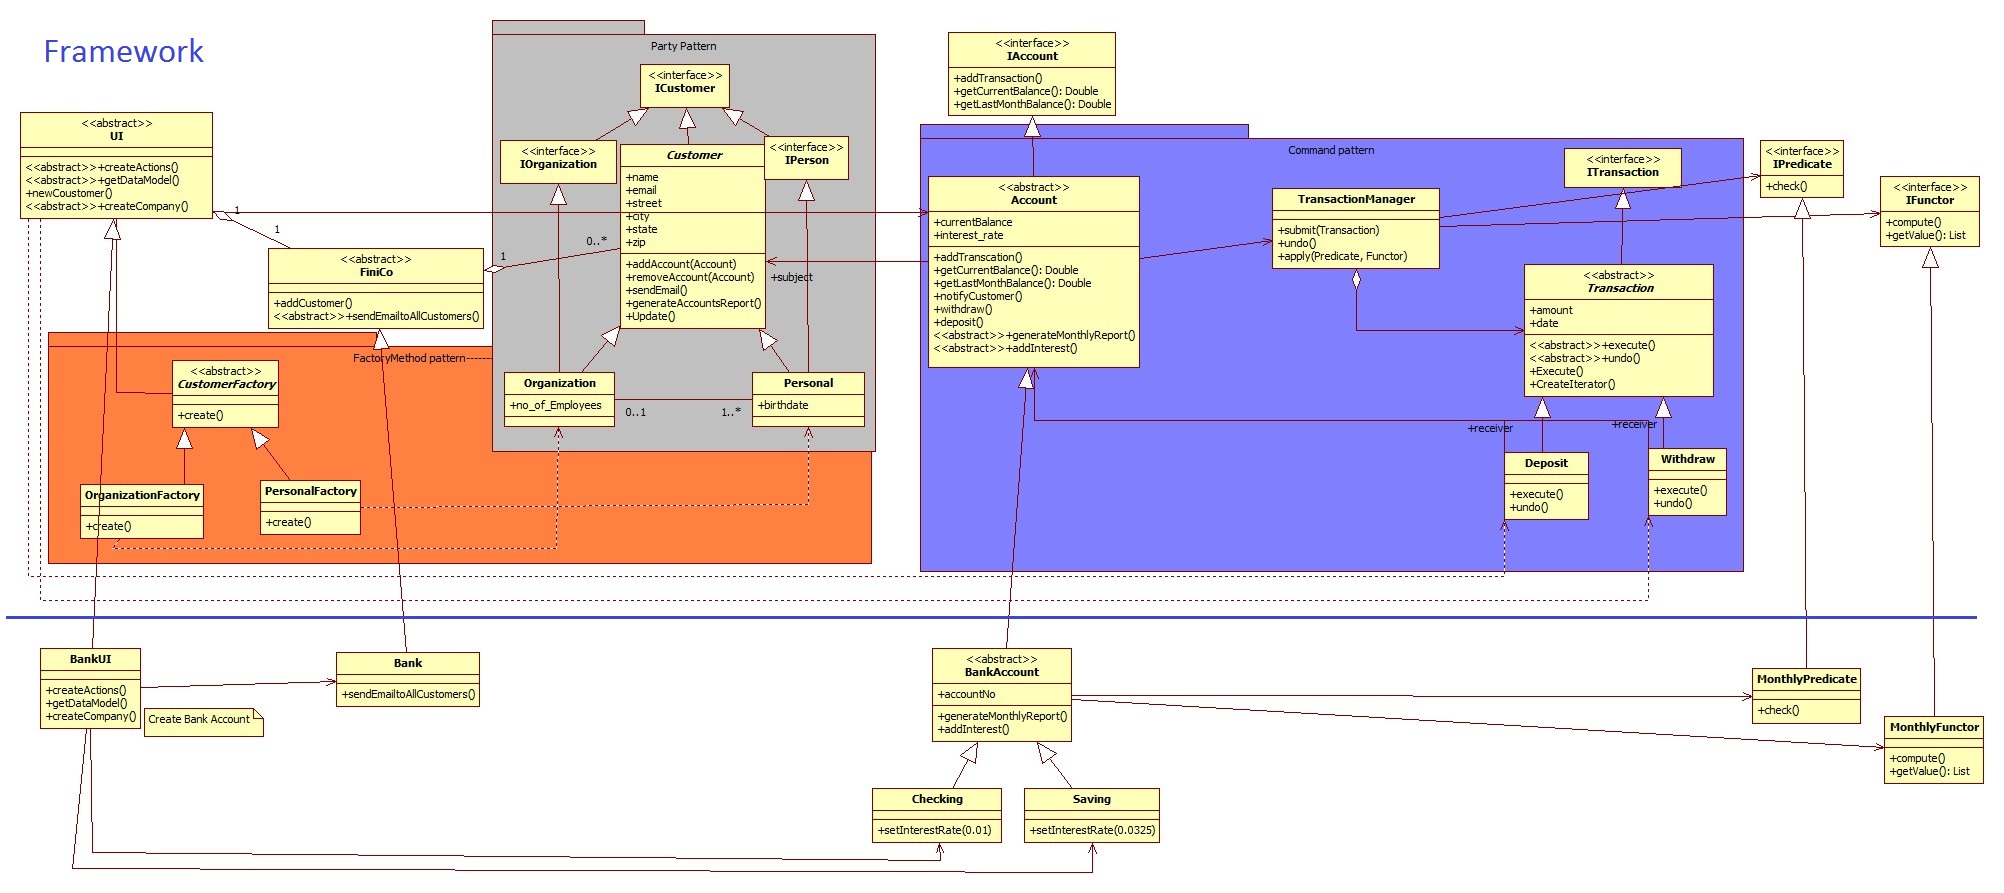 Framework
Party Pattern
<<interface>>
ICustomer
<<interface>>
IOrganization
Customer
+name
+email
+street
+city
+state
+zip
+addAccount(Account)
+removeAccount(Account)
+sendEmail()
+generateAccountsReport()
+Update()
<<interface>>
IPerson
<<interface>>
IAccount
+addTransaction()
+getCurrentBalance(): Double
+getLastMonthBalance(): Double
<<abstract>>
UI
<<abstract>>+createActions()
<<abstract>>+getDataModel()
+newCoustomer()
<<abstract>>+createCompany()
1
1
<<abstract>>
FiniCo
+addCustomer()
<<abstract>>+sendEmailtoAllCustomers()
1
0..*
+subject
FactoryMethod pattern-------
<<abstract>>
CustomerFactory
+create()
OrganizationFactory
+create()
PersonalFactory
+create()
Organization
+no_of_Employees
0..1
1..*
Personal
+birthdate
Command pattern
<<abstract>>
Account
+currentBalance
+interest_rate
+addTranscation()
+getCurrentBalance(): Double
+getLastMonthBalance(): Double
+notifyCustomer()
+withdraw()
+deposit()
<<abstract>>+generateMonthlyReport()
<<abstract>>+addInterest()
TransactionManager
+submit(Transaction)
+undo()
+apply(Predicate, Functor)
<<interface>>
ITransaction
<<abstract>>
Transaction
+amount
+date
<<abstract>>+execute()
<<abstract>>+undo()
+Execute()
+CreateIterator()
+receiver
+receiver
Deposit
+execute()
+undo()
Withdraw
+execute()
+undo()
<<interface>>
IPredicate
+check()
<<interface>>
IFunctor
+compute()
+getValue(): List
BankUI
+createActions()
+getDataModel()
+createCompany()
Create Bank Account
Bank
+sendEmailtoAllCustomers()
<<abstract>>
BankAccount
+accountNo
+generateMonthlyReport()
+addInterest()
Checking
+setInterestRate(0.01)
Saving
+setInterestRate(0.0325)
MonthlyPredicate
+check()
MonthlyFunctor
+compute()
+getValue(): List